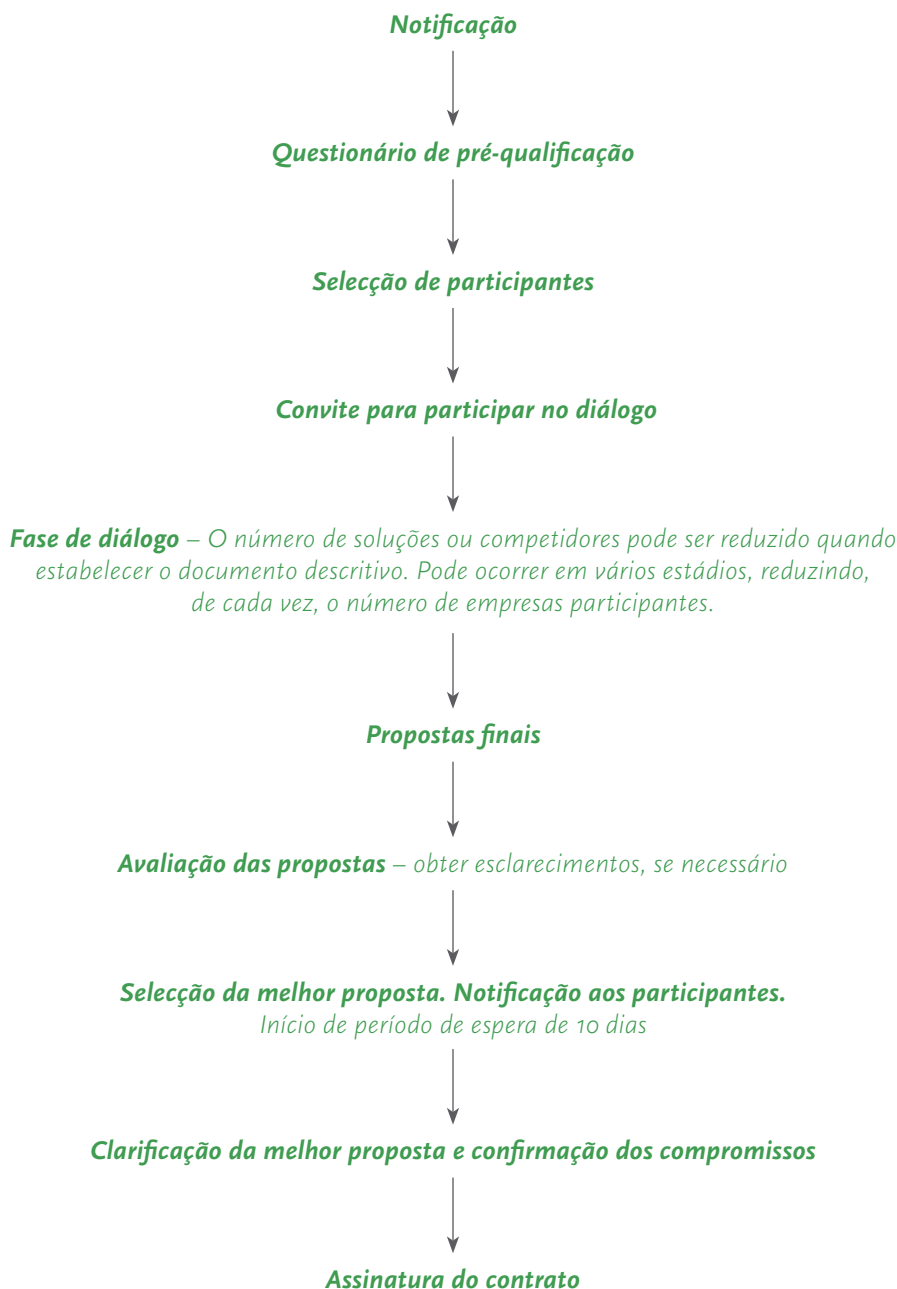 Notificação
Questionário de pré-qualificação
Selecção de participantes
Convite para participar no diálogo
Fase de diálogo – O número de soluções ou competidores pode ser reduzido quando
estabelecer o documento descritivo. Pode ocorrer em vários estádios, reduzindo,
de cada vez, o número de empresas participantes.
Propostas finais
Avaliação das propostas – obter esclarecimentos, se necessário
Selecção da melhor proposta. Notificação aos participantes.
Início de período de espera de 10 dias
Clarificação da melhor proposta e confirmação dos compromissos
Assinatura do contrato